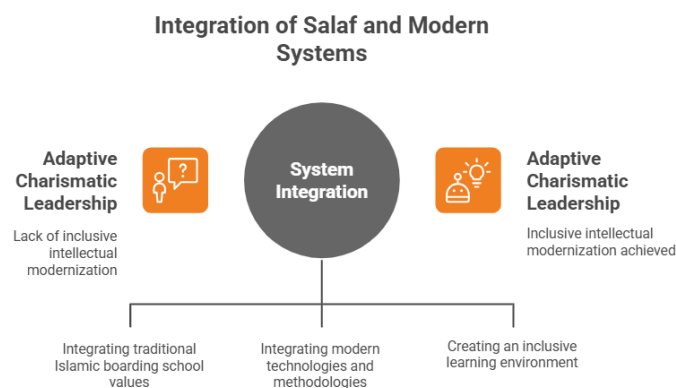 Integration of Salaf and Modern
Systems
Adaptive
Charismatic
Leadership
Lack of inclusive
intellectual
modernization
?
System
Integration
Adaptive
Charismatic
Leadership
Inclusive intellectual
modernization achieved
Integrating traditional
Islamic boarding school
values
Integrating modern
technologies and
methodologies
Creating an inclusive
learning environment